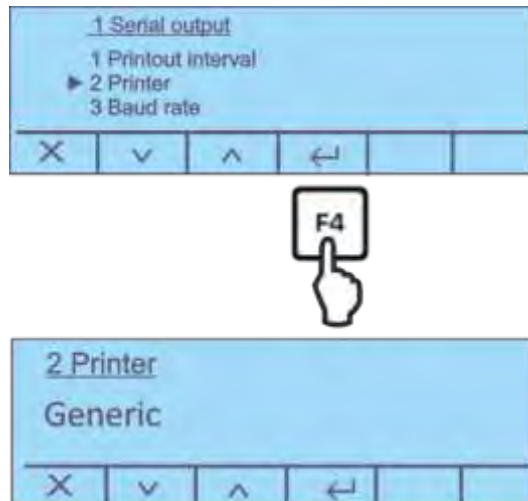 1 Serial output
1 Printout interval
▶ 2 Printer
3 Baud rate
F4
2 Printer
Generic